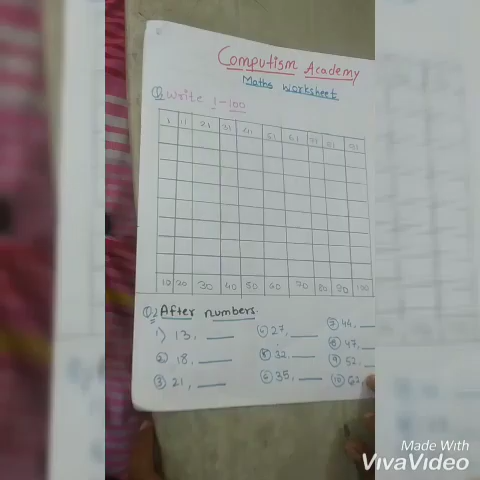 Computism Academy
Maths Worksheet
Q1 Write 1-100
1 11 21 31 41 51 61 71 81 91
10 20 30 40 50 60 70 80 90 100
Q2 After numbers.
1) 13, ___ 4 27, ___ 7 44, ___
2 18, ___ 32, ___ 8 47, ___
3 21, ___ 6 35, ___ 9 52, ___
10
Made With
VivaVideo